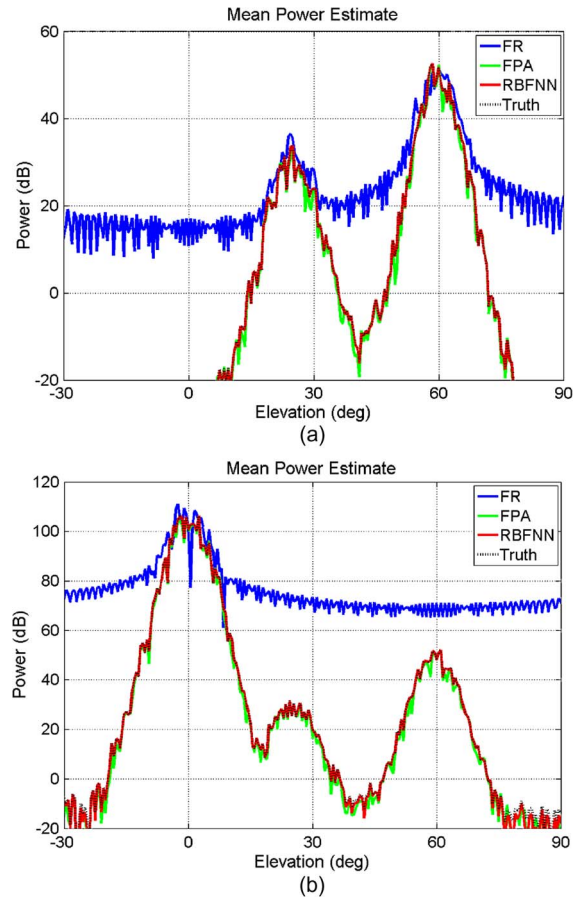 Mean Power Estimate
60
40
20
0
-20
Power (dB)
FR
FPA
RBFNN
Truth
-30 0 30 60 90
Elevation (deg)
(a)
Mean Power Estimate
120
100
80
60
40
20
0
-20
Power (dB)
FR
FPA
RBFNN
Truth
-30 0 30 60 90
Elevation (deg)
(b)